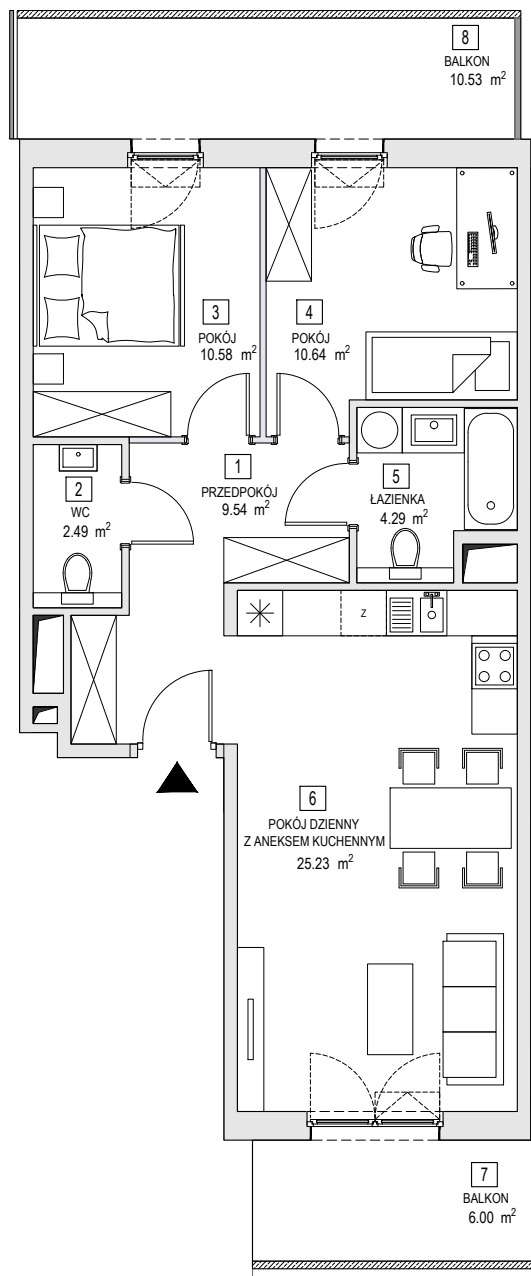 8
BALKON
10.53 m²
3
POKÓJ
10.58 m²
4
POKÓJ
10.64 m²
1
PRZEDPOKÓJ
9.54 m²
2
WC
2.49 m²
5
ŁAZIENKA
4.29 m²
Z
6
POKÓJ DZIENNY
Z ANEKSEM KUCHENNYM
25.23 m²
7
BALKON
6.00 m²